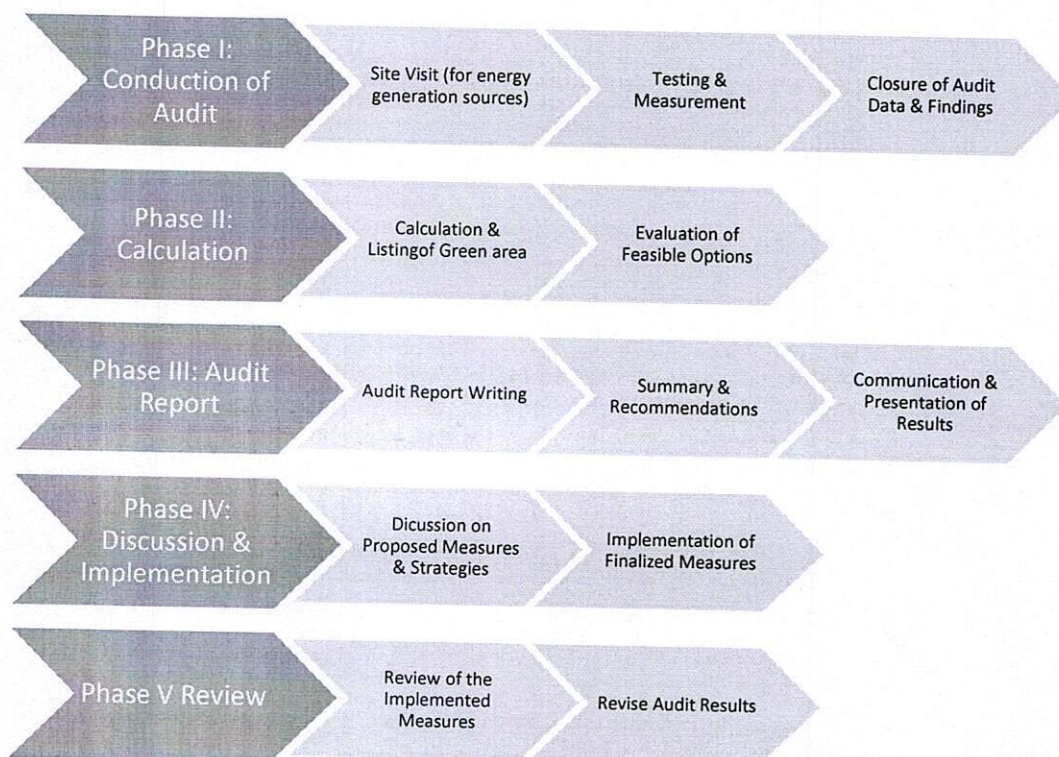 Phase I:
Conduction of
Audit
Site Visit (for energy
generation sources)
Testing &
Measurement
Closure of Audit
Data & Findings
Phase II:
Calculation
Calculation &
Listingof Green area
Evaluation of
Feasible Options
Phase III: Audit
Report
Audit Report Writing
Summary &
Recommendations
Communication &
Presentation of
Results
Phase IV:
Discussion &
Implementation
Dicussion on
Proposed Measures
& Strategies
Implementation of
Finalized Measures
Phase V Review
Review of the
Implemented
Measures
Revise Audit Results